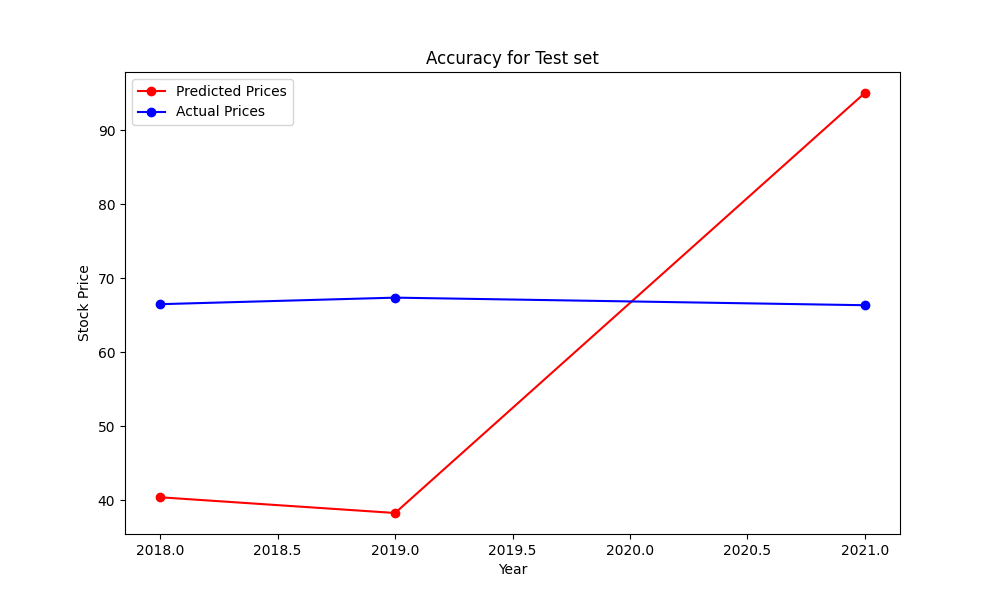 Accuracy for Test set
Predicted Prices
Actual Prices
90
80
70
60
50
40
Stock Price
2018.0 2018.5 2019.0 2019.5 2020.0 2020.5 2021.0
Year